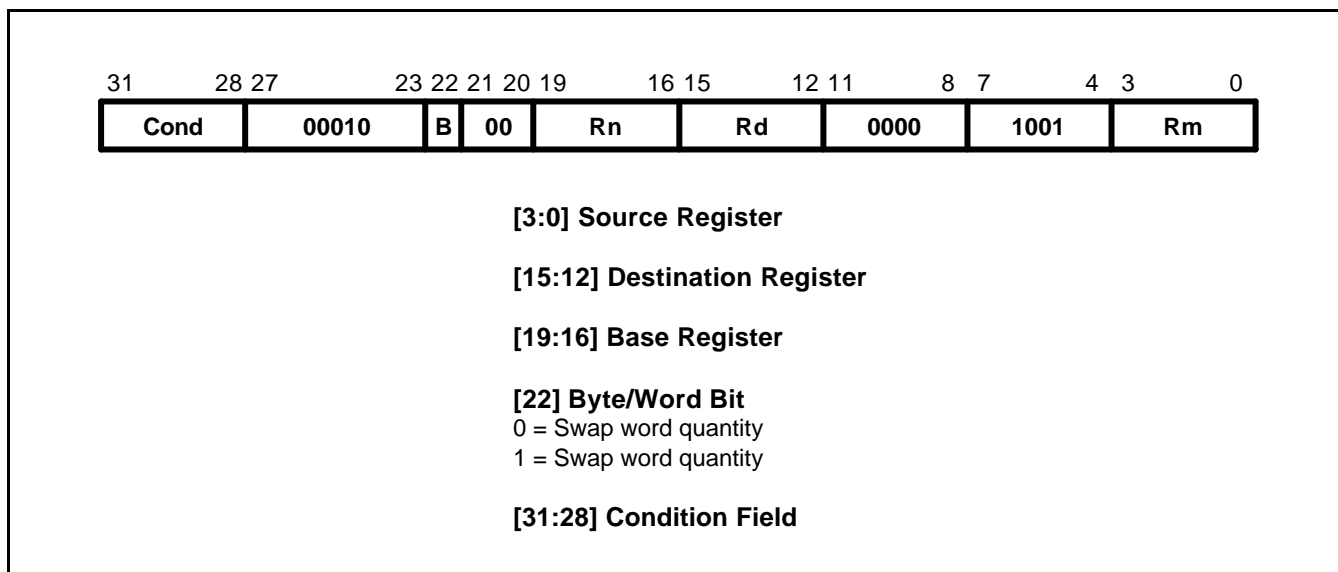 31 28 27 23 22 21 20 19 16 15 12 11 8 7 4 3 0
Cond 00010 B 00 Rn Rd 0000 1001 Rm
[3:0] Source Register
[15:12] Destination Register
[19:16] Base Register
[22] Byte/Word Bit
0 = Swap word quantity
1 = Swap word quantity
[31:28] Condition Field